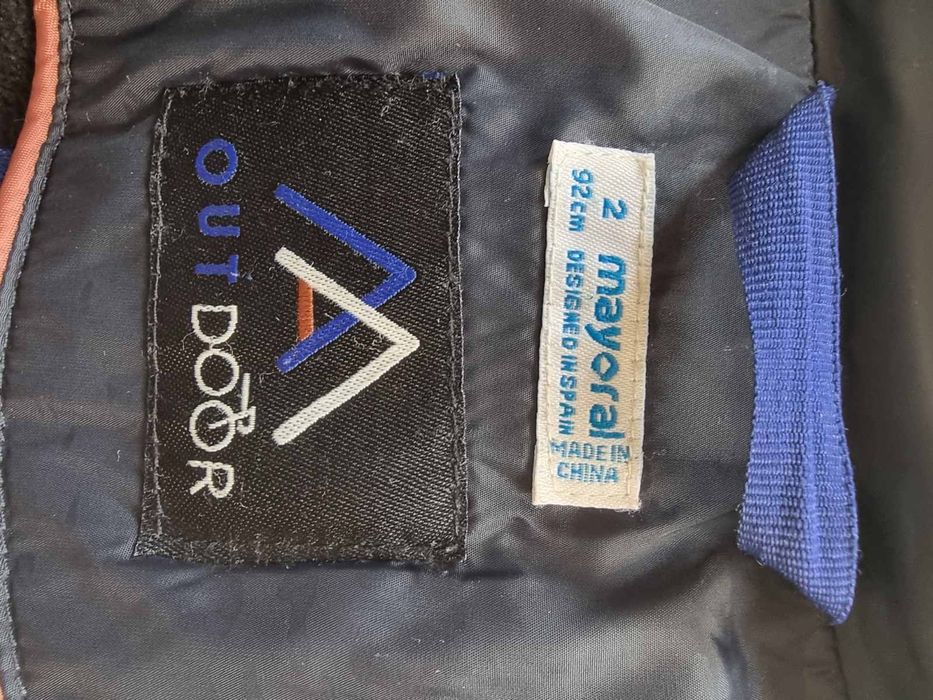 OUTDOOR
2 mayoral
92cm DESIGNED IN SPAIN
MADE IN
CHINA